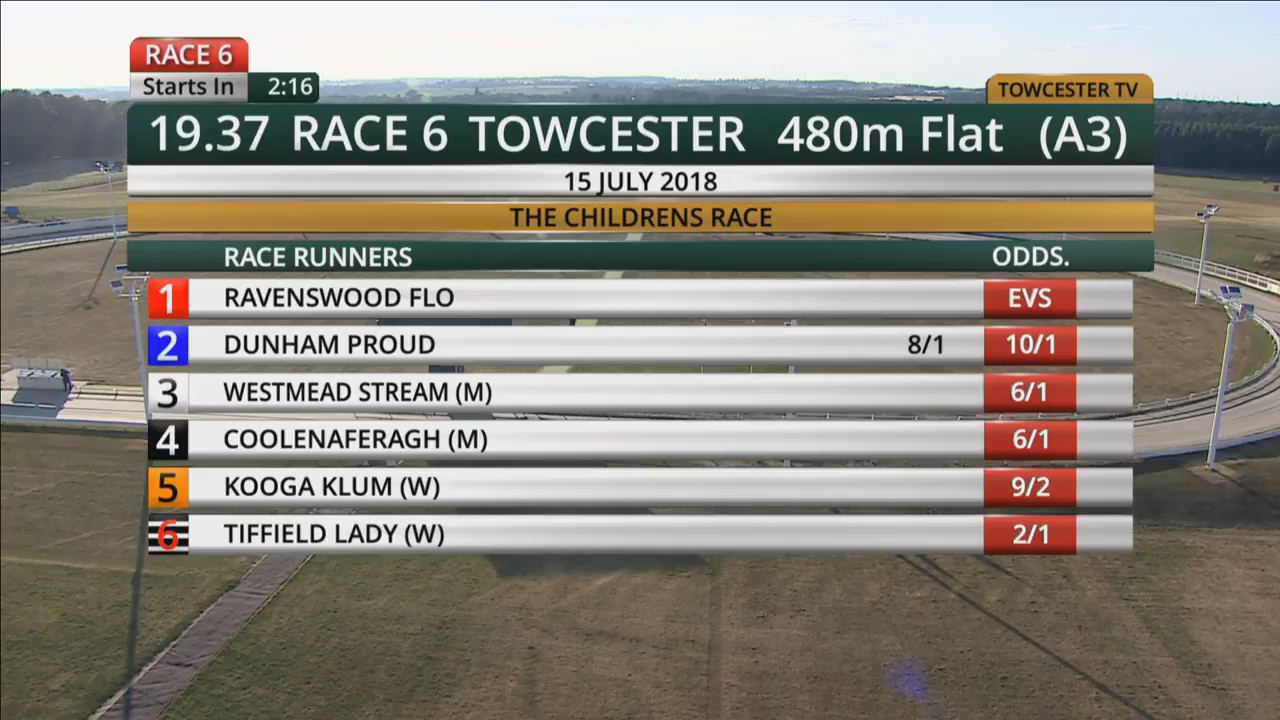 RACE 6
Starts In 2:16
TOWCESTER TV
19.37 RACE 6 TOWCESTER 480m Flat (A3)
15 JULY 2018
THE CHILDRENS RACE
RACE RUNNERS ODDS.
1 RAVENSWOOD FLO EVS
2 DUNHAM PROUD 8/1 10/1
3 WESTMEAD STREAM (M) 6/1
4 COOLENAFERAGH (M) 6/1
5 KOOGA KLUM (W) 9/2
6 TIFFIELD LADY (W) 2/1